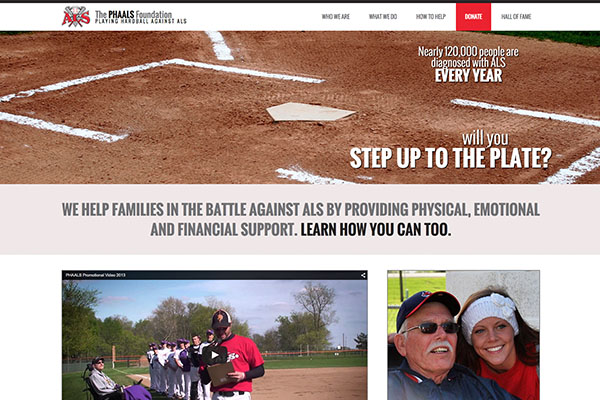 ALS
The PHAALS Foundation
PLAYING HARDBALL AGAINST ALS
WHO WE ARE
WHAT WE DO
HOW TO HELP
DONATE
HALL OF FAME
Nearly 120,000 people are
diagnosed with ALS
EVERY YEAR
will you
STEP UP TO THE PLATE?
WE HELP FAMILIES IN THE BATTLE AGAINST ALS BY PROVIDING PHYSICAL, EMOTIONAL
AND FINANCIAL SUPPORT. LEARN HOW YOU CAN TOO.
PHAALS Promotional Video 2013